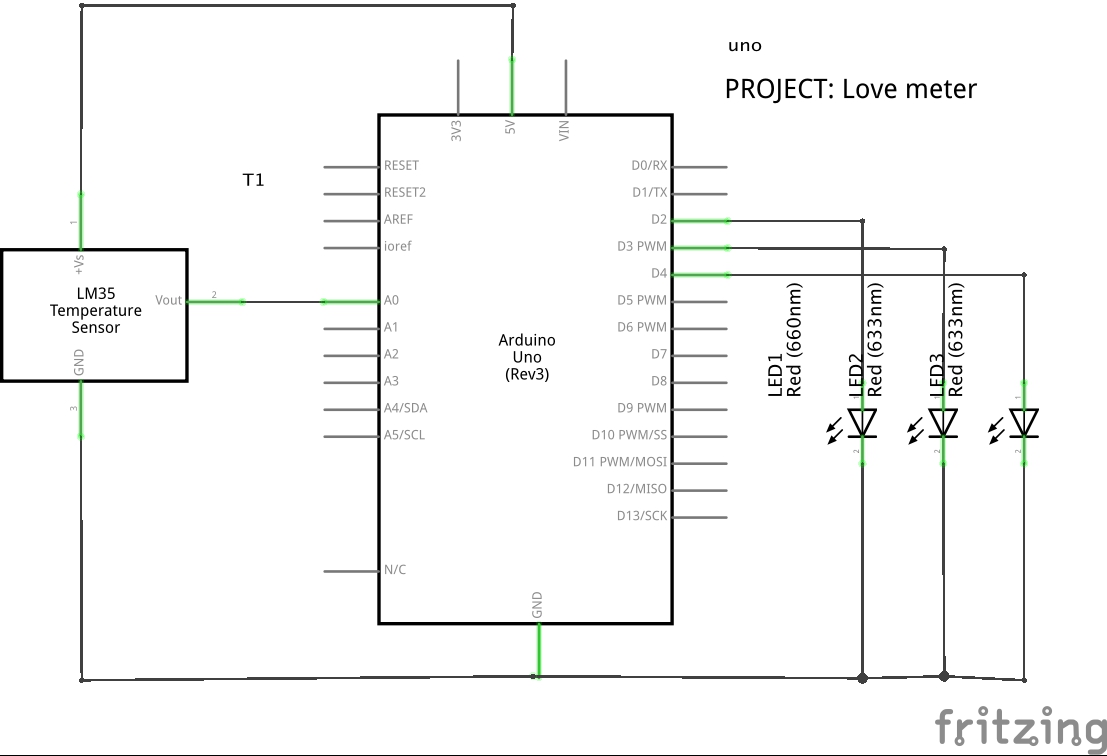 uno
PROJECT: Love meter
T1
3V3
5V
VIN
RESET
RESET2
AREF
ioref
A0
A1
A2
A3
A4/SDA
A5/SCL
N/C
D0/RX
D1/TX
D2
D3 PWM
D4
D5 PWM
D6 PWM
D7
D8
D9 PWM
D10 PWM/SS
D11 PWM/MOSI
D12/MISO
D13/SCK
GND
Arduino
Uno
(Rev3)
1
+Vs
LM35
Temperature
Sensor
Vout
2
GND
3
LED1
Red (660nm)
LED2
Red (633nm)
LED3
Red (633nm)
1
2
1
2
1
2
fritzing